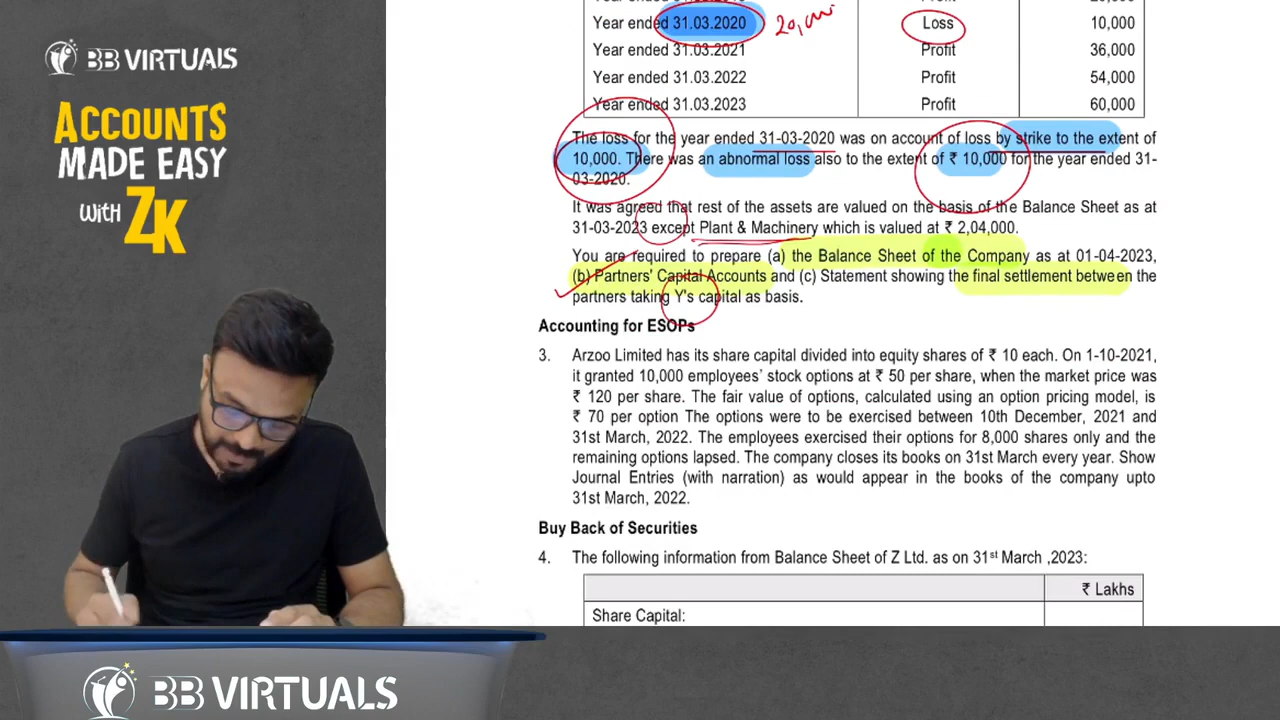 BB VIRTUALS
ACCOUNTS
MADE EASY
WITH ZK
Year ended 31.03.2020 Loss 10,000
20,000
Year ended 31.03.2021 Profit 36,000
Year ended 31.03.2022 Profit 54,000
Year ended 31.03.2023 Profit 60,000
The loss for the year ended 31-03-2020 was on account of loss by strike to the extent of
10,000. There was an abnormal loss also to the extent of ₹ 10,000 for the year ended 31-
03-2020.
It was agreed that rest of the assets are valued on the basis of the Balance Sheet as at
31-03-2023 except Plant & Machinery which is valued at ₹ 2,04,000.
You are required to prepare (a) the Balance Sheet of the Company as at 01-04-2023,
(b) Partners' Capital Accounts and (c) Statement showing the final settlement between the
partners taking Y's capital as basis.
Accounting for ESOPs
3. Arzoo Limited has its share capital divided into equity shares of ₹ 10 each. On 1-10-2021,
it granted 10,000 employees' stock options at ₹ 50 per share, when the market price was
₹ 120 per share. The fair value of options, calculated using an option pricing model, is
₹ 70 per option The options were to be exercised between 10th December, 2021 and
31st March, 2022. The employees exercised their options for 8,000 shares only and the
remaining options lapsed. The company closes its books on 31st March every year. Show
Journal Entries (with narration) as would appear in the books of the company upto
31st March, 2022.
Buy Back of Securities
4. The following information from Balance Sheet of Z Ltd. as on 31st March ,2023:
₹ Lakhs
Share Capital:
BB VIRTUALS